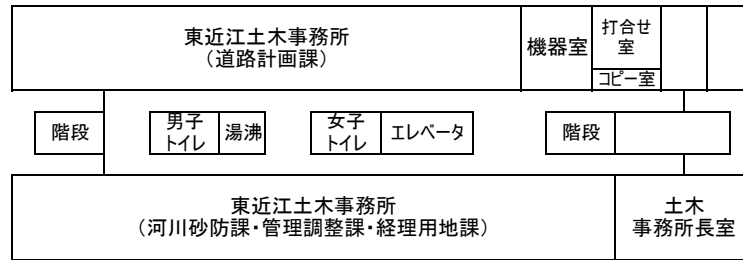 東近江土木事務所
（道路計画課）
機器室
打合せ
室
コピー室
階段
男子
トイレ
湯沸
女子
トイレ
エレベータ
階段
東近江土木事務所
（河川砂防課・管理調整課・経理用地課）
土木
事務所長室